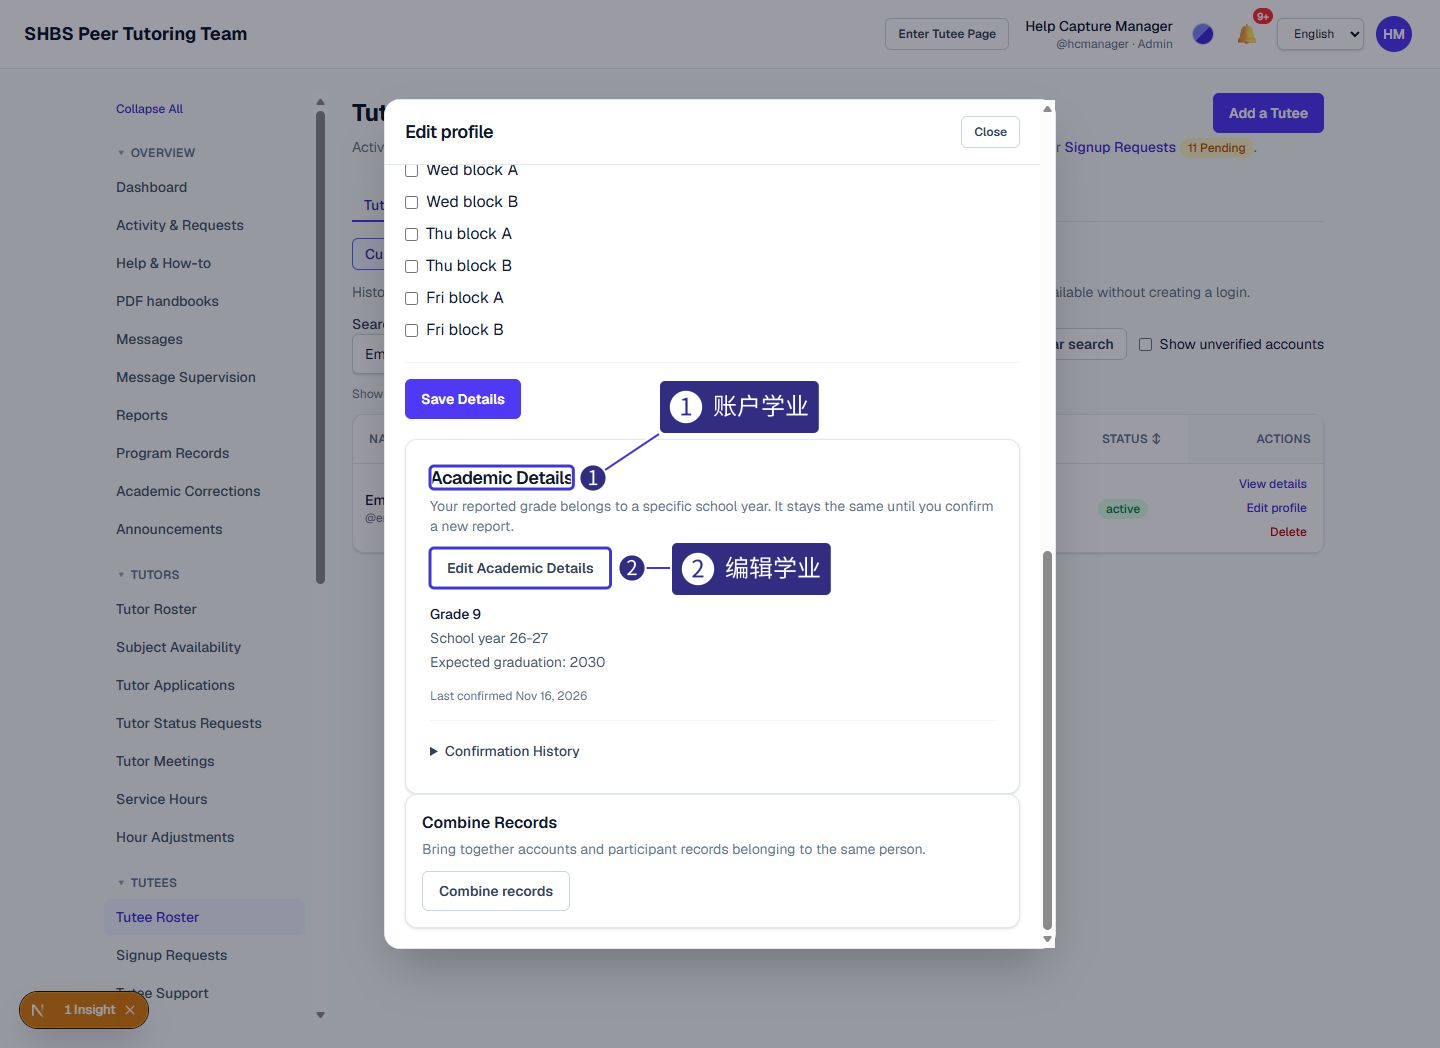 SHBS Peer Tutoring Team
Enter Tutee Page
Help Capture Manager
@hcmanager · Admin
9+
English
HM
Collapse All
OVERVIEW
Dashboard
Activity & Requests
Help & How-to
PDF handbooks
Messages
Message Supervision
Reports
Program Records
Academic Corrections
Announcements
TUTORS
Tutor Roster
Subject Availability
Tutor Applications
Tutor Status Requests
Tutor Meetings
Service Hours
Hour Adjustments
TUTEES
Tutee Roster
Signup Requests
Tutee Support
1 Insight
Add a Tutee
Signup Requests 11 Pending .
ailable without creating a login.
search
Show unverified accounts
STATUS
ACTIONS
active
View details
Edit profile
Delete
Edit profile
Close
Wed block A
Wed block B
Thu block A
Thu block B
Fri block A
Fri block B
Save Details
1 账户学业
Academic Details 1
Your reported grade belongs to a specific school year. It stays the same until you confirm
a new report.
Edit Academic Details 2
2 编辑学业
Grade 9
School year 26-27
Expected graduation: 2030
Last confirmed Nov 16, 2026
Confirmation History
Combine Records
Bring together accounts and participant records belonging to the same person.
Combine records